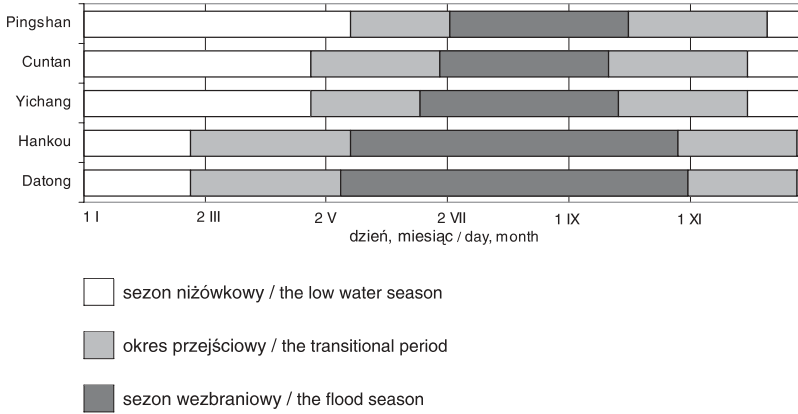 Pingshan
Cuntan
Yichang
Hankou
Datong
1 I 2 III 2 V 2 VII 1 IX 1 XI
dzień, miesiąc / day, month
sezon niżówkowy / the low water season
okres przejściowy / the transitional period
sezon wezbraniowy / the flood season